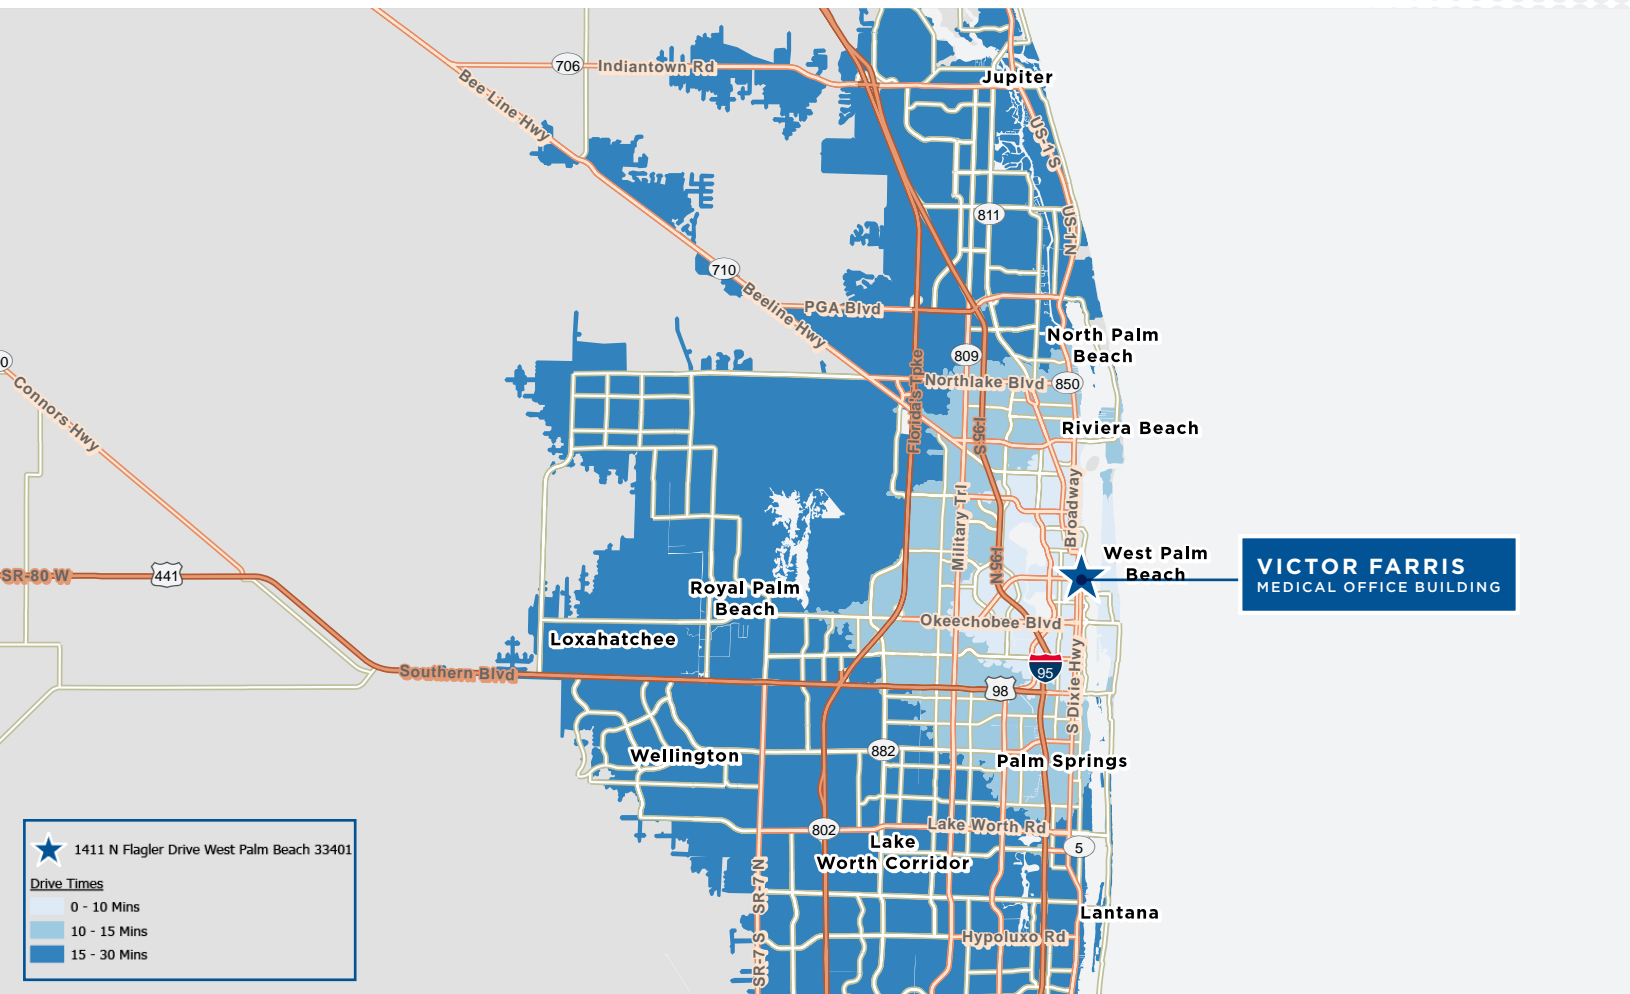 Jupiter
706
Indiantown Rd
Bee Line Hwy
US-1 S
811
US-1 N
710
Beeline Hwy
PGA Blvd
North Palm
Beach
809
Florida's Tpke
Northlake Blvd
850
0
Connors Hwy
I-95 S
Riviera Beach
Military Trl
Broadway
I-95 N
West Palm
Beach
VICTOR FARRIS
MEDICAL OFFICE BUILDING
SR-80 W
441
Royal Palm
Beach
Okeechobee Blvd
Loxahatchee
Southern Blvd
95
98
S Dixie Hwy
Wellington
882
Palm Springs
802
Lake Worth Rd
Lake
Worth Corridor
5
SR-7 N
Lantana
SR-7 S
Hypoluxo Rd
1411 N Flagler Drive West Palm Beach 33401
Drive Times
0 - 10 Mins
10 - 15 Mins
15 - 30 Mins